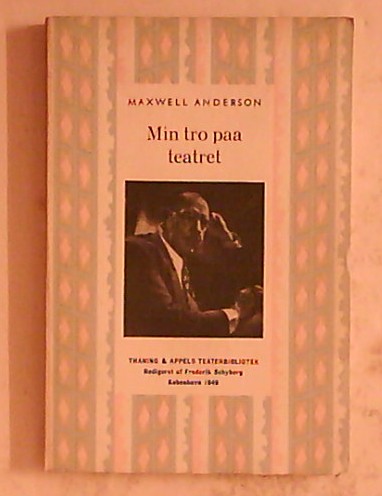 MAXWELL ANDERSON
Min tro paa
teatret
THANING & APPELS TEATERBIBLIOTEK
Redigeret af Frederik Schyberg
København 1949